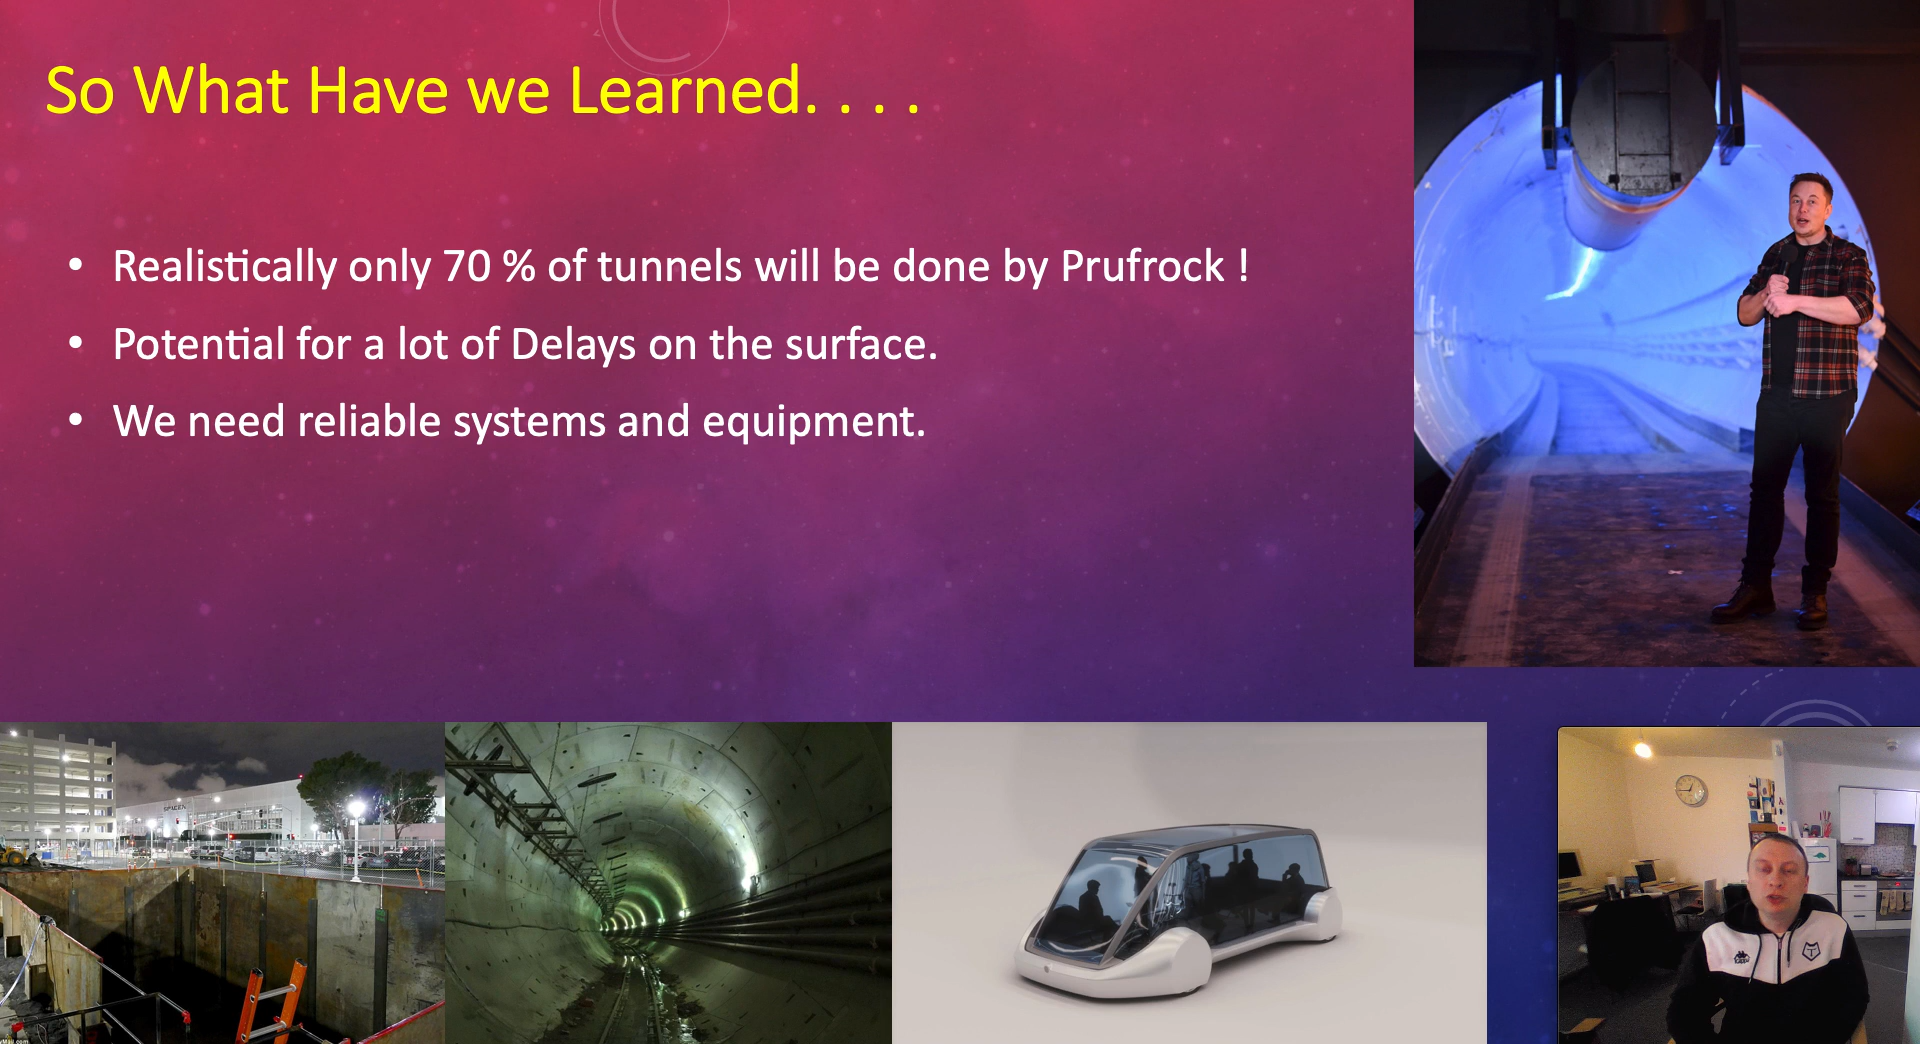 So What Have we Learned. . . .
• Realistically only 70 % of tunnels will be done by Prufrock !
• Potential for a lot of Delays on the surface.
• We need reliable systems and equipment.
Kappa